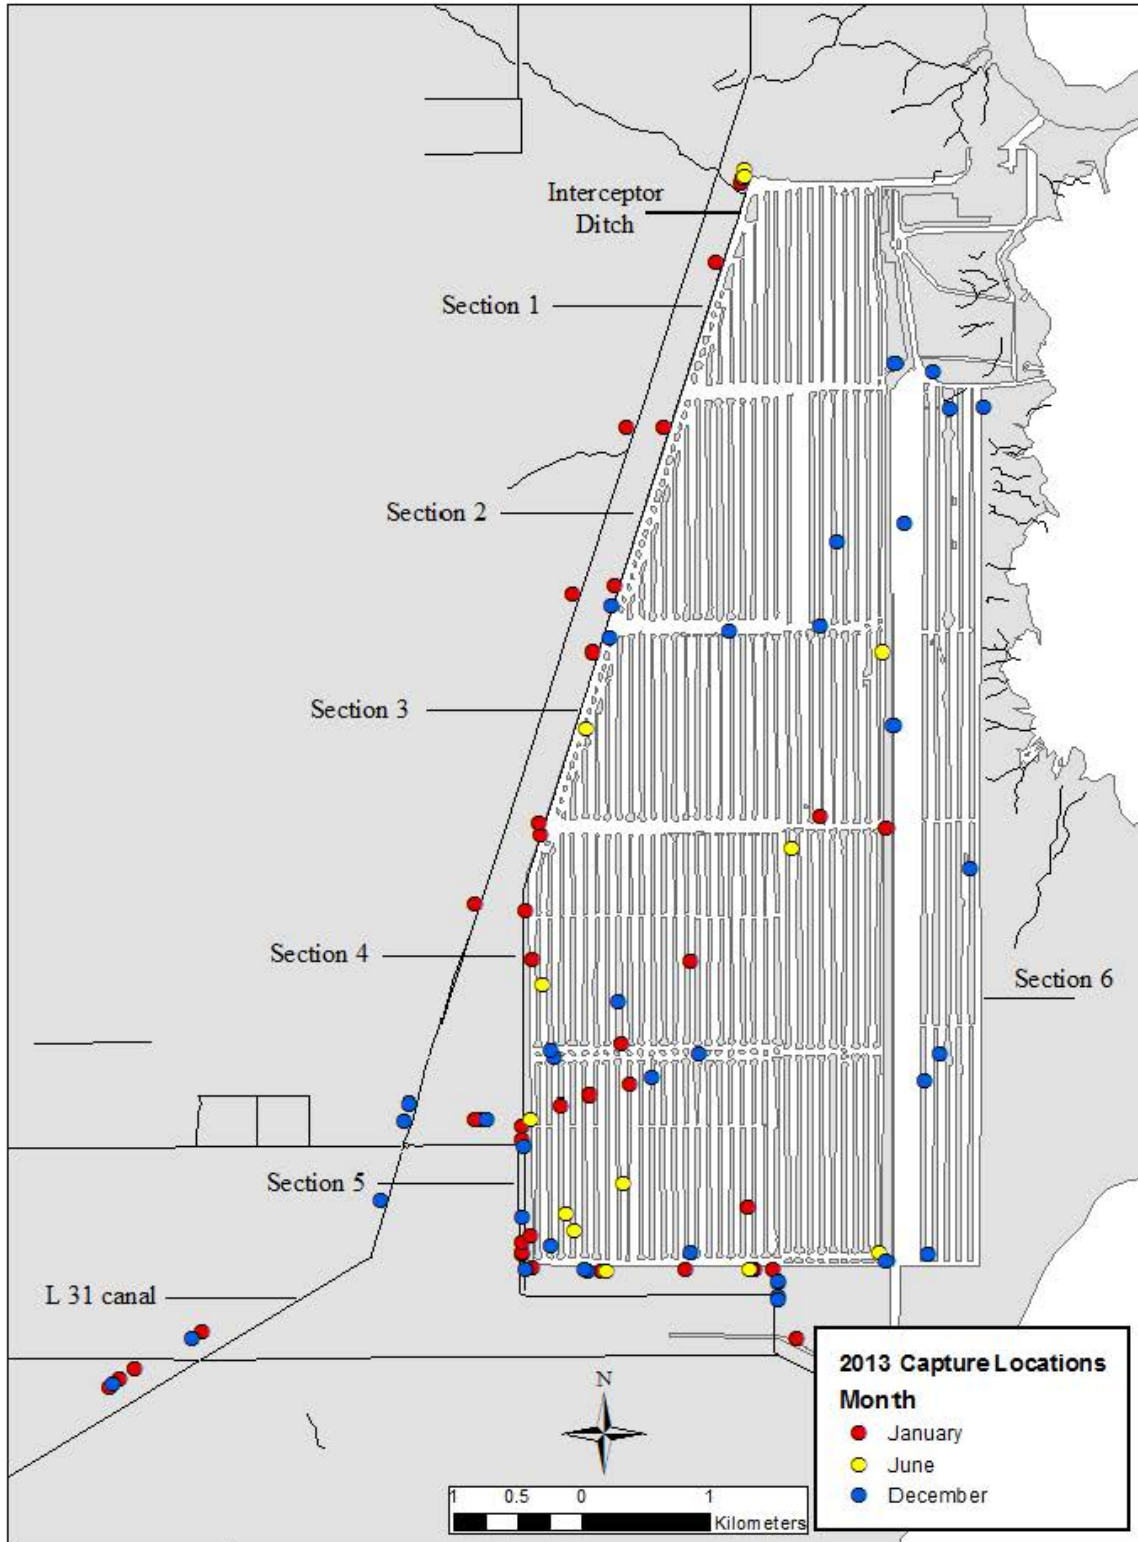 Interceptor
Ditch
Section 1
Section 2
Section 3
Section 4
Section 6
Section 5
L 31 canal
N
1 0.5 0 1
Kilometers
2013 Capture Locations
Month
January
June
December